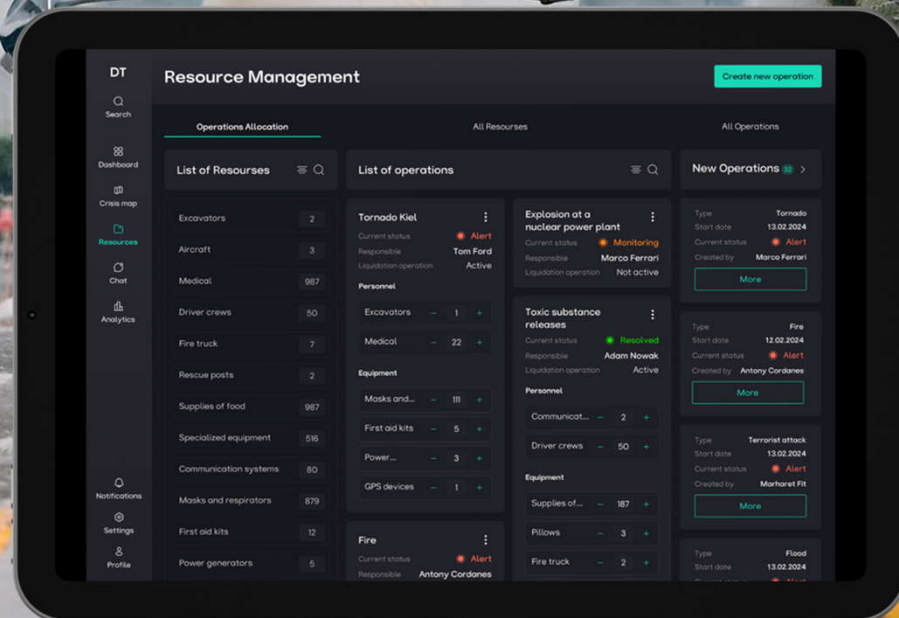 DT
Search
Dashboard
Crisis map
Resources
Chat
Analytics
Notifications
Settings
Profile
Resource Management
Create new operation
Operations Allocation
All Resourses
All Operations
List of Resourses
Excavators 2
Aircraft 3
Medical 987
Driver crews 50
Fire truck 7
Rescue posts 2
Supplies of food 987
Specialized equipment 516
Communication systems 80
Masks and respirators 879
First aid kits 12
Power generators 5
List of operations
Tornado Kiel
Current status Alert
Responsible Tom Ford
Liquidation operation Active
Personnel
Excavators − 1 +
Medical − 22 +
Equipment
Masks and... − 111 +
First aid kits − 5 +
Power... − 3 +
GPS devices − 1 +
Fire
Current status Alert
Responsible Antony Cordanes
Explosion at a
nuclear power plant
Current status Monitoring
Responsible Marco Ferrari
Liquidation operation Not active
Toxic substance
releases
Current status Resolved
Responsible Adam Nowak
Liquidation operation Active
Personnel
Communicat... − 2 +
Driver crews − 50 +
Equipment
Supplies of... − 187 +
Pillows − 3 +
Fire truck − 2 +
New Operations 32 >
Type Tornado
Start date 13.02.2024
Current status Alert
Created by Marco Ferrari
More
Type Fire
Start date 12.02.2024
Current status Alert
Created by Antony Cordanes
More
Type Terrorist attack
Start date 13.02.2024
Current status Alert
Created by Marharet Fit
More
Type Flood
Start date 13.02.2024
Current status Alert